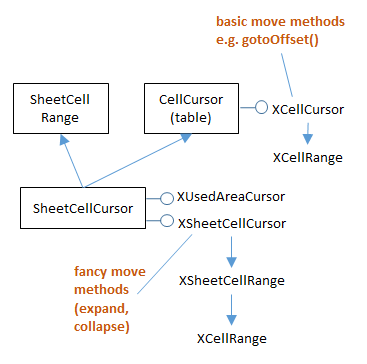 basic move methods
e.g. gotoOffset()
SheetCell
Range
CellCursor
(table)
XCellCursor
XCellRange
SheetCellCursor
XUsedAreaCursor
XSheetCellCursor
fancy move
methods
(expand,
collapse)
XSheetCellRange
XCellRange